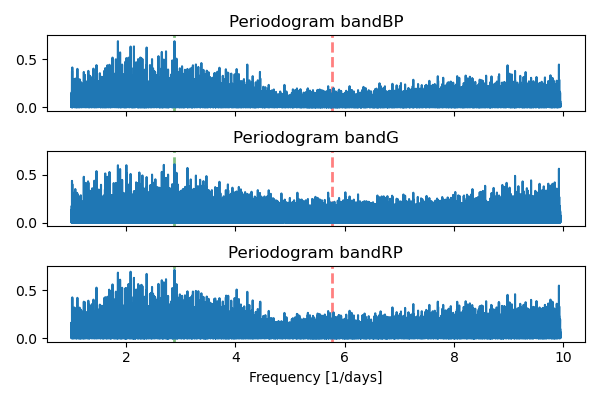 Periodogram bandBP
0.5
0.0
Periodogram bandG
0.5
0.0
Periodogram bandRP
0.5
0.0
2 4 6 8 10
Frequency [1/days]